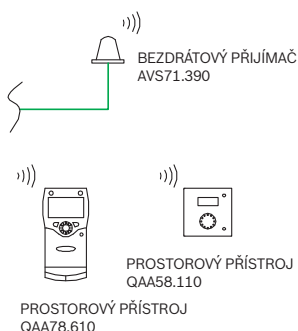 BEZDRÁTOVÝ PŘIJÍMAČ
AVS71.390
PROSTOROVÝ PŘÍSTROJ
QAA58.110
PROSTOROVÝ PŘÍSTROJ
QAA78.610